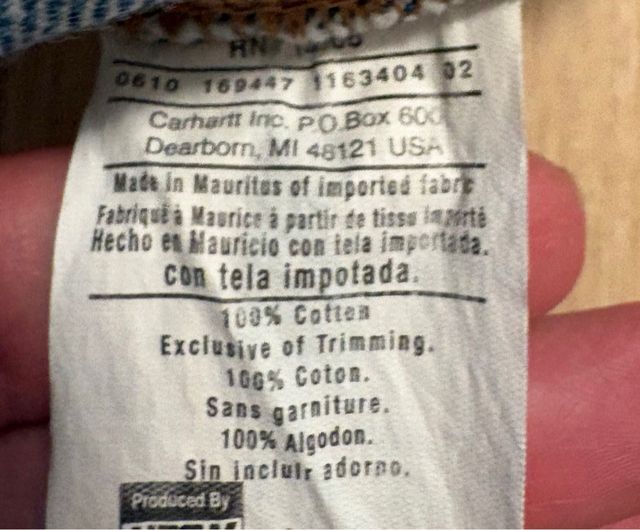 RN#
0610 169447 1163404 02
Carhartt Inc. P.O.Box 600
Dearborn, MI 48121 USA
Made in Mauritus of imported fabrc
Fabriqué à Maurice à partir de tissu importé
Hecho en Mauricio con tela importada.
con tela impotada.
100% Cotton
Exclusive of Trimming.
100% Coton.
Sans garniture.
100% Algodon.
Sin incluir adorno.
Produced By